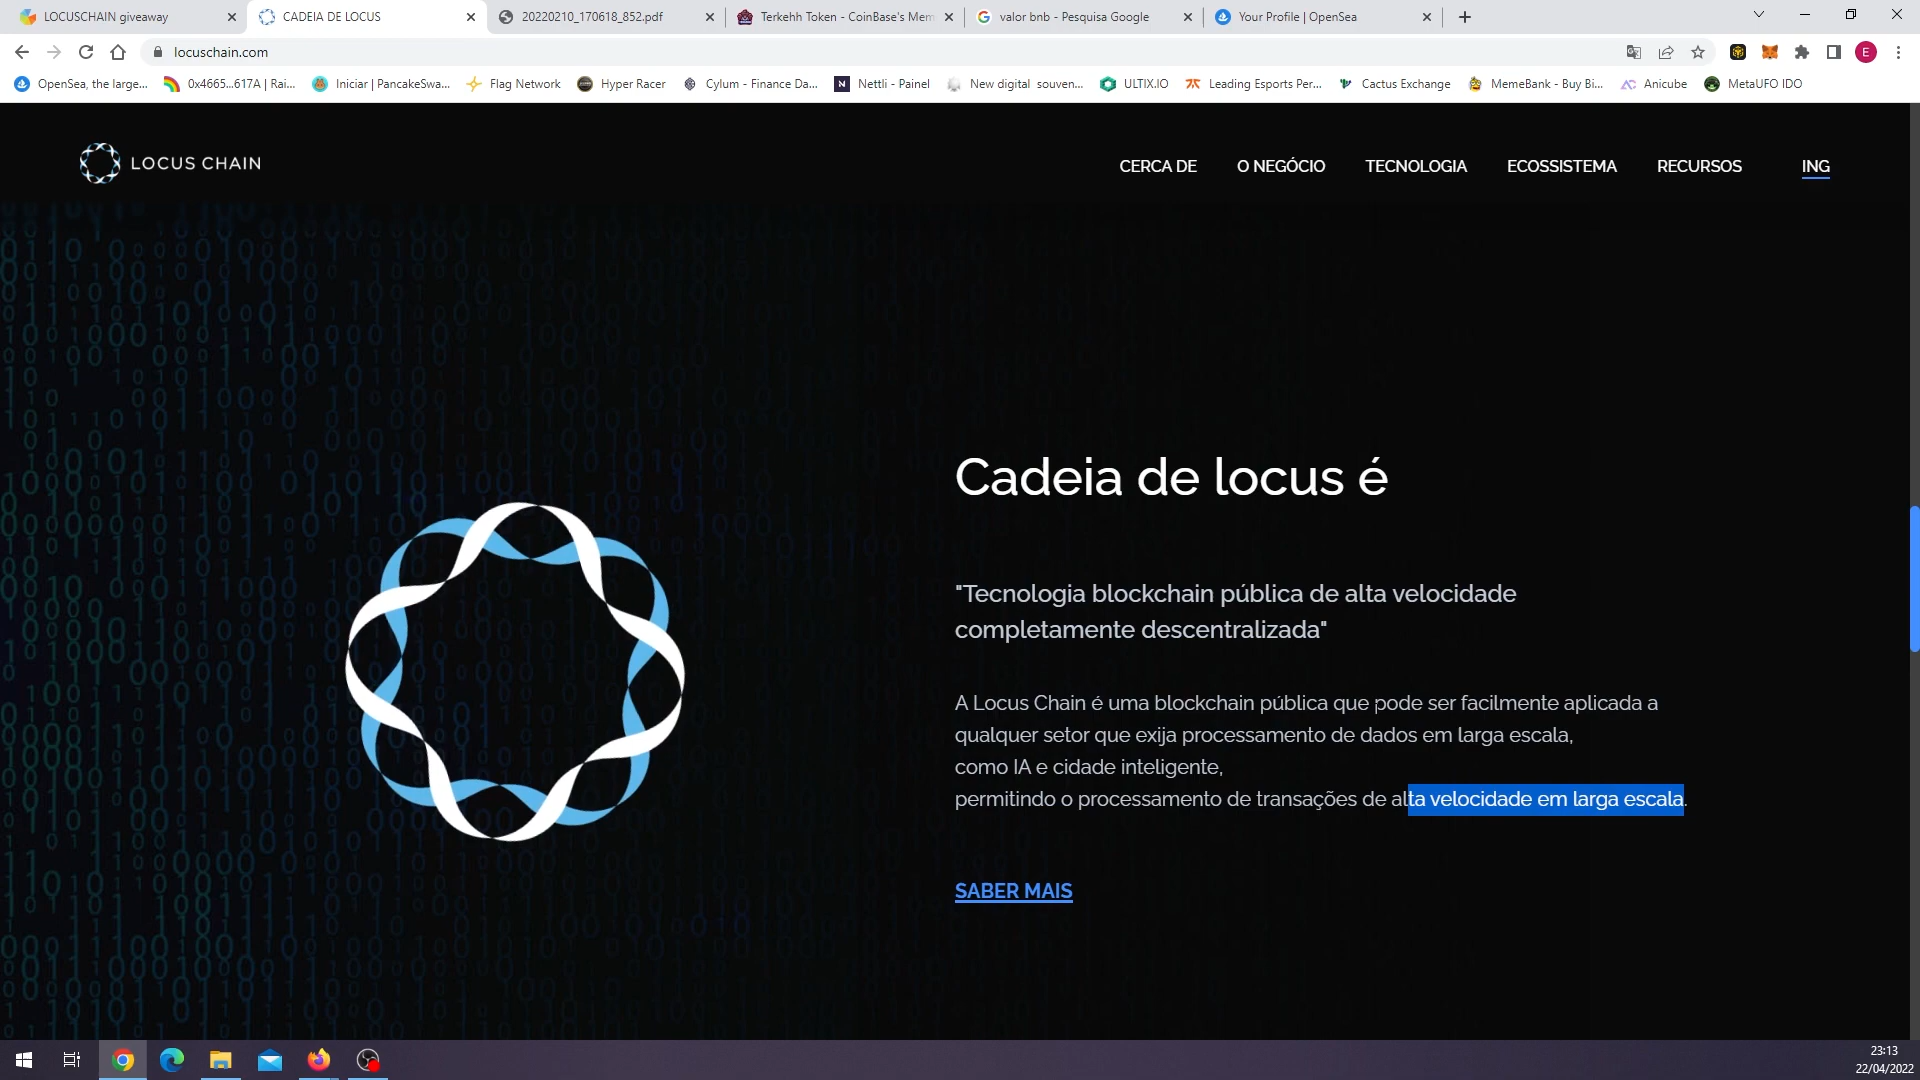 LOCUSCHAIN giveaway
CADEIA DE LOCUS
20220210_170618_852.pdf
Terkehh Token - CoinBase's Mem
valor bnb - Pesquisa Google
Your Profile | OpenSea
locuschain.com
E
OpenSea, the large...
0x4665...617A | Rai...
Iniciar | PancakeSwa...
Flag Network
Hyper Racer
Cylum - Finance Da...
N
Nettli - Painel
New digital souven...
ULTIX.IO
Leading Esports Per...
Cactus Exchange
MemeBank - Buy Bi...
Anicube
MetaUFO IDO
LOCUS CHAIN
CERCA DE
O NEGÓCIO
TECNOLOGIA
ECOSSISTEMA
RECURSOS
ING
Cadeia de locus é
"Tecnologia blockchain pública de alta velocidade
completamente descentralizada"
A Locus Chain é uma blockchain pública que pode ser facilmente aplicada a
qualquer setor que exija processamento de dados em larga escala,
como IA e cidade inteligente,
permitindo o processamento de transações de alta velocidade em larga escala.
SABER MAIS
23:13
22/04/2022